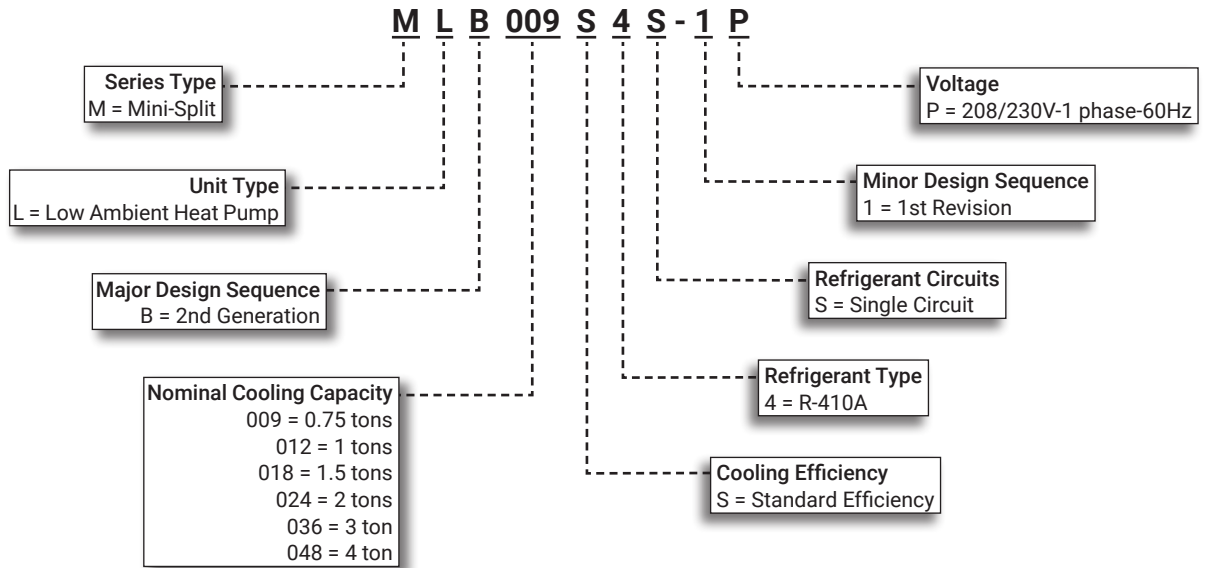 M L B 009 S 4 S - 1 P
Series Type
M = Mini-Split
Unit Type
L = Low Ambient Heat Pump
Major Design Sequence
B = 2nd Generation
Nominal Cooling Capacity
009 = 0.75 tons
012 = 1 tons
018 = 1.5 tons
024 = 2 tons
036 = 3 ton
048 = 4 ton
Voltage
P = 208/230V-1 phase-60Hz
Minor Design Sequence
1 = 1st Revision
Refrigerant Circuits
S = Single Circuit
Refrigerant Type
4 = R-410A
Cooling Efficiency
S = Standard Efficiency